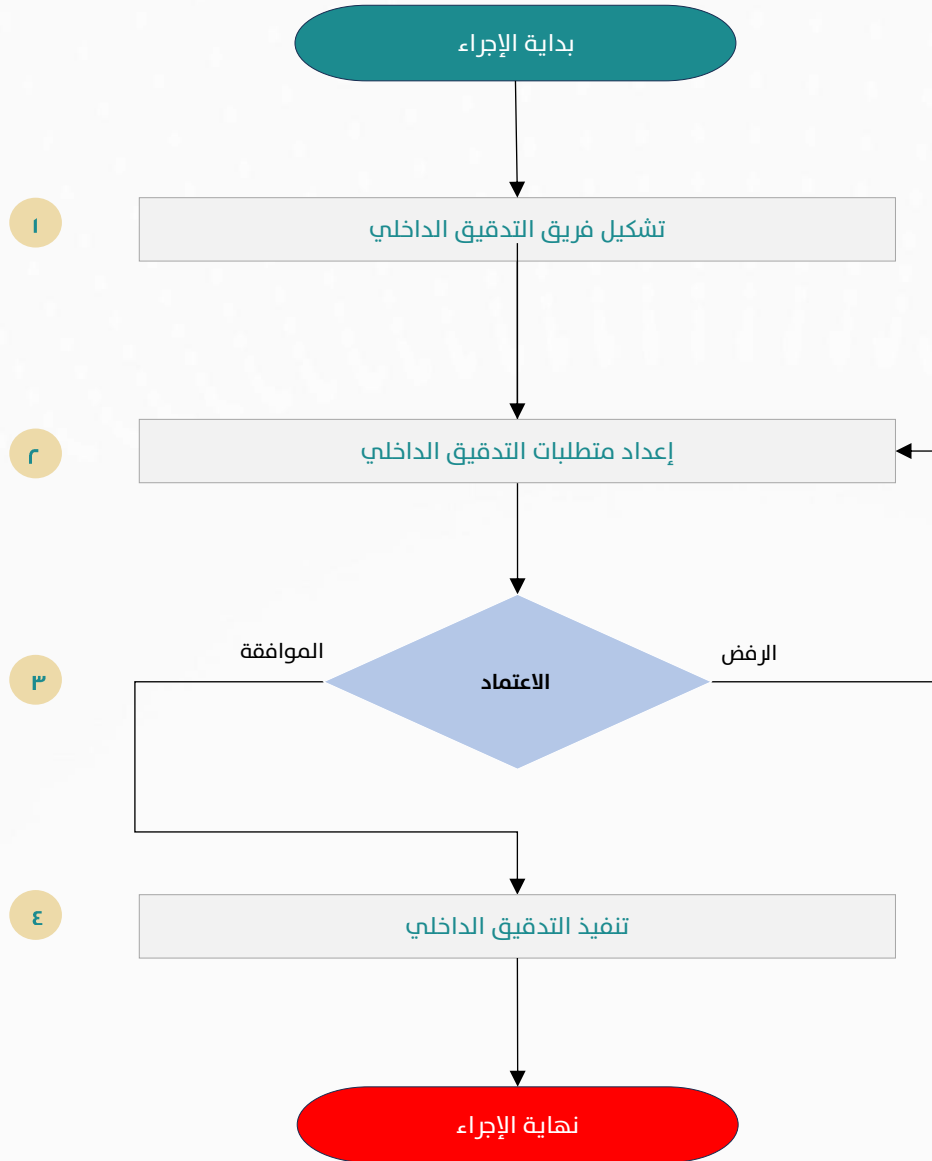 بداية الإجراء
١
تشكيل فريق التدقيق الداخلي
٢
إعداد متطلبات التدقيق الداخلي
الرفض
الموافقة
٣
الاعتماد
٤
تنفيذ التدقيق الداخلي
نهاية الإجراء